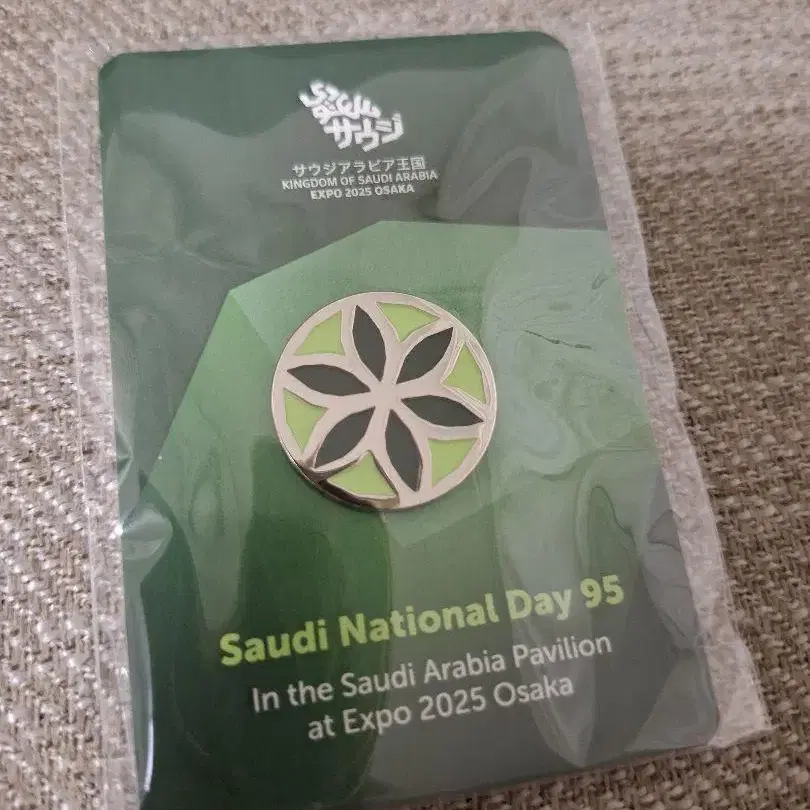 サウジ
サウジアラビア王国
KINGDOM OF SAUDI ARABIA
EXPO 2025 OSAKA
Saudi National Day 95
In the Saudi Arabia Pavilion
at Expo 2025 Osaka